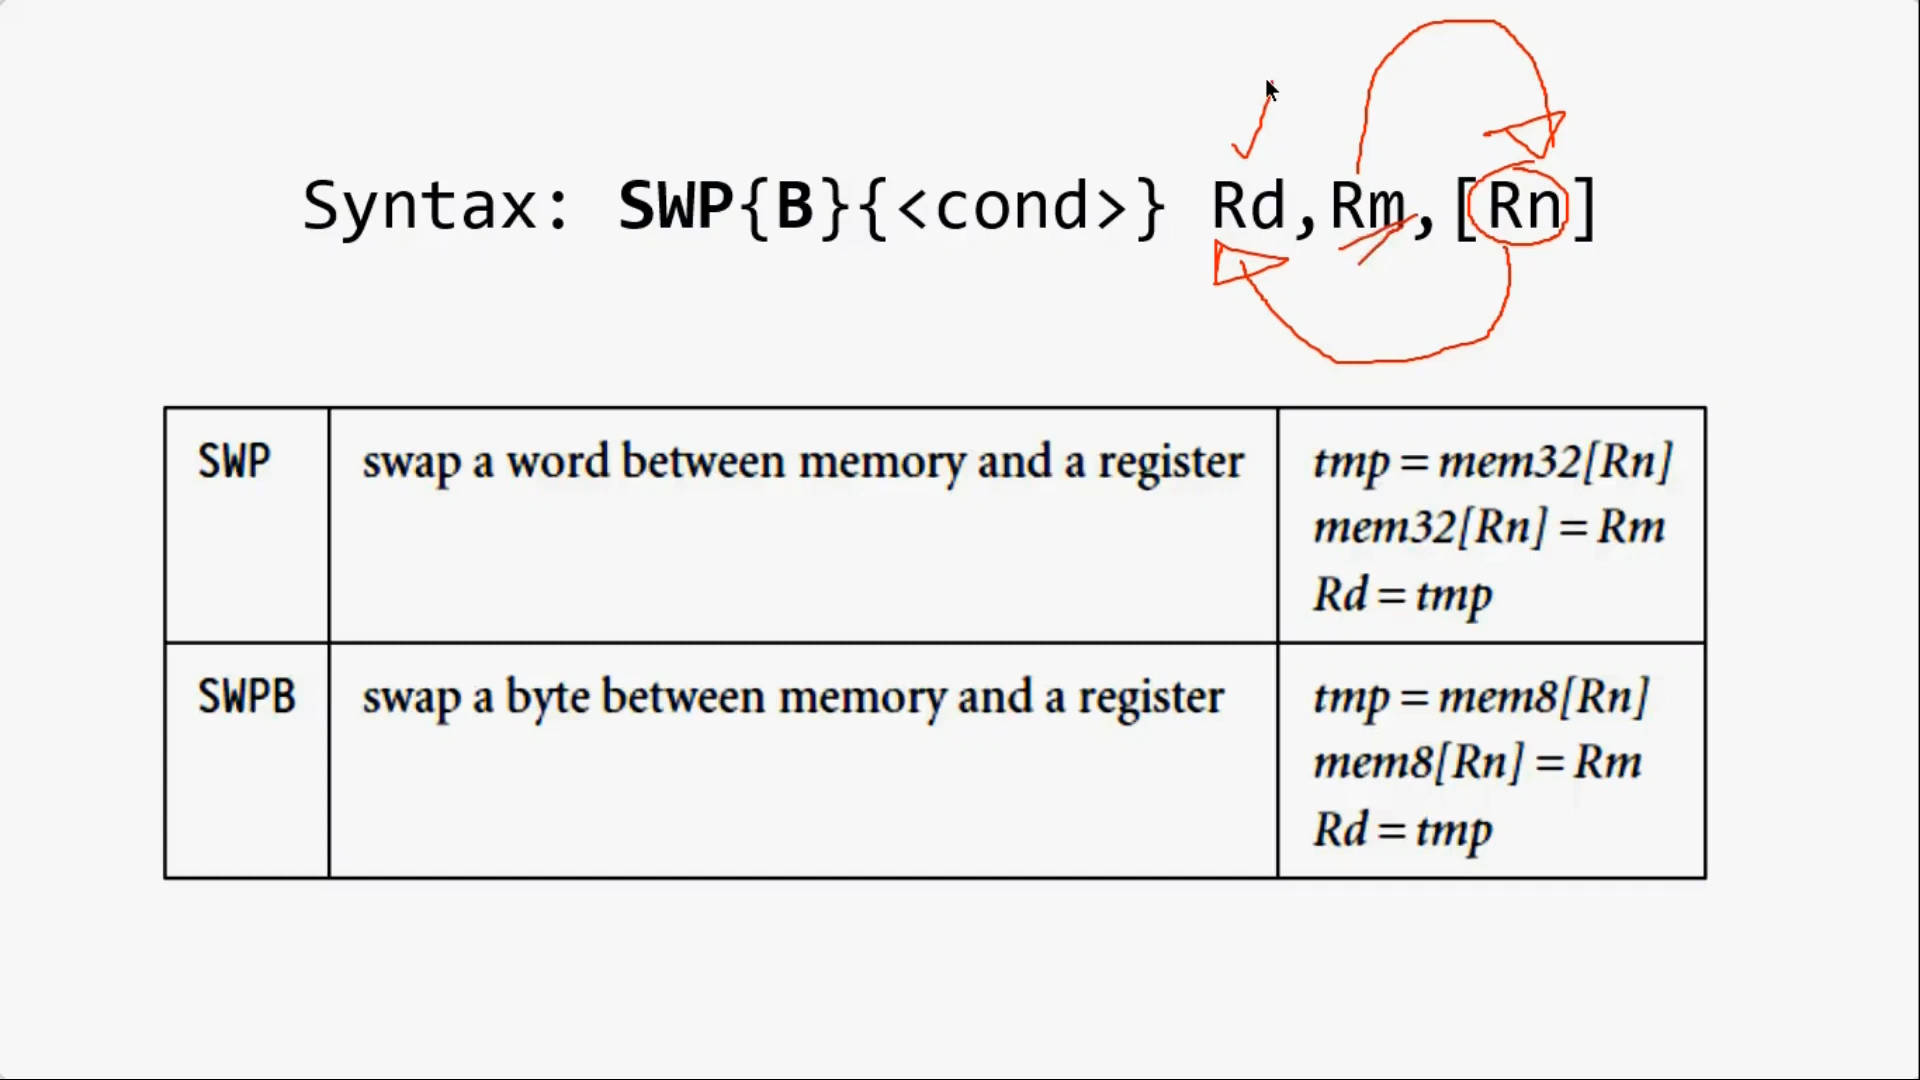 Syntax: SWP{B}{<cond>} Rd,Rm,[Rn]
SWP swap a word between memory and a register tmp = mem32[Rn]
mem32[Rn] = Rm
Rd = tmp
SWPB swap a byte between memory and a register tmp = mem8[Rn]
mem8[Rn] = Rm
Rd = tmp